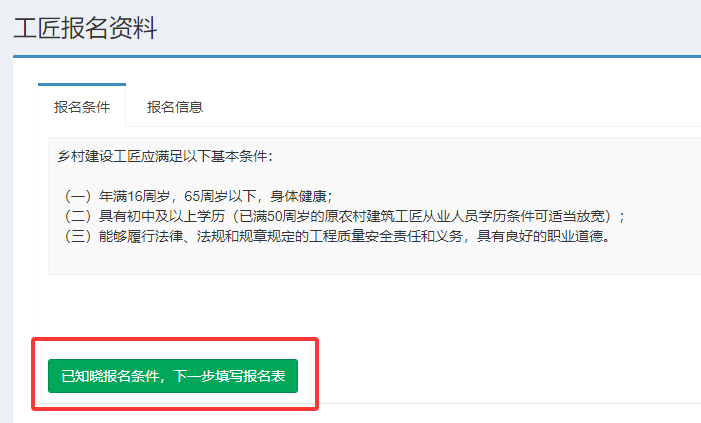 工匠报名资料
报名条件 报名信息
乡村建设工匠应满足以下基本条件：
（一）年满16周岁，65周岁以下，身体健康；
（二）具有初中及以上学历（已满50周岁的原农村建筑工匠从业人员学历条件可适当放宽）；
（三）能够履行法律、法规和规章规定的工程质量安全责任和义务，具有良好的职业道德。
已知晓报名条件，下一步填写报名表